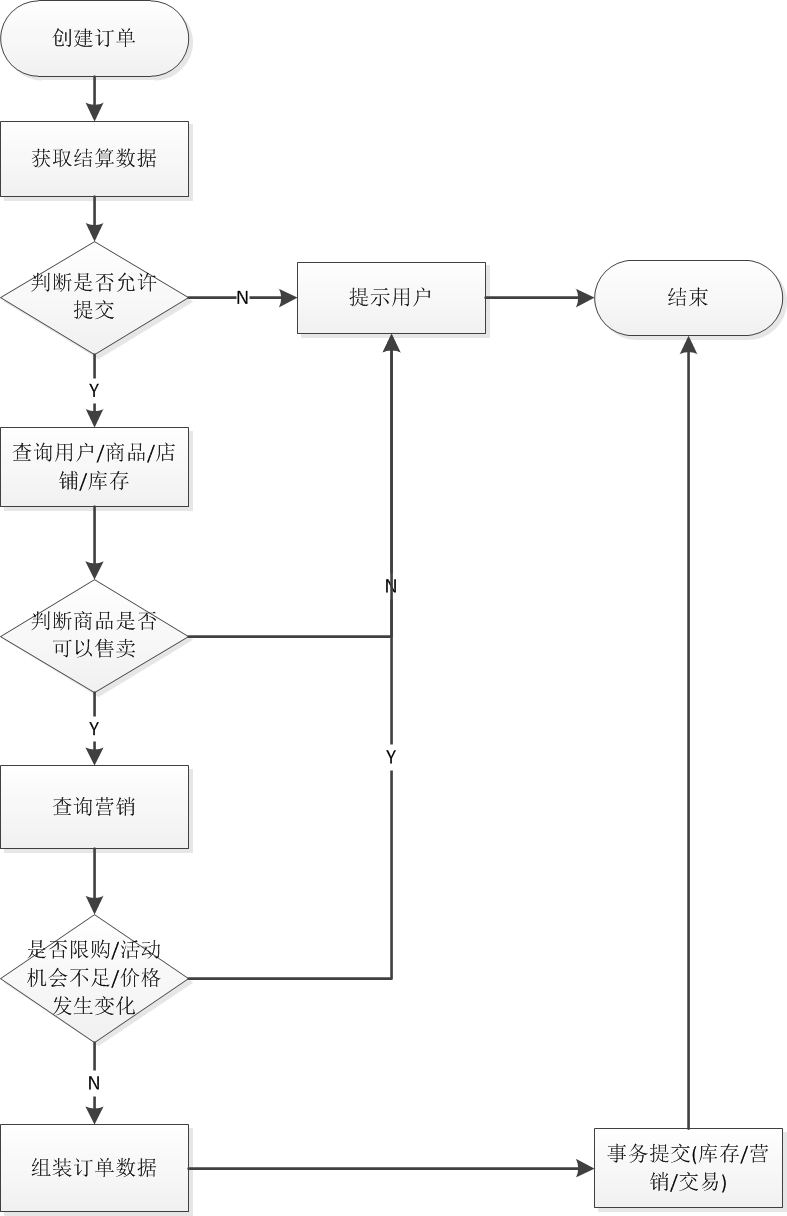 创建订单
获取结算数据
判断是否允许
提交
N
提示用户
结束
Y
查询用户/商品/店
铺/库存
N
判断商品是否
可以售卖
Y
Y
查询营销
是否限购/活动
机会不足/价格
发生变化
N
组装订单数据
事务提交(库存/营
销/交易)